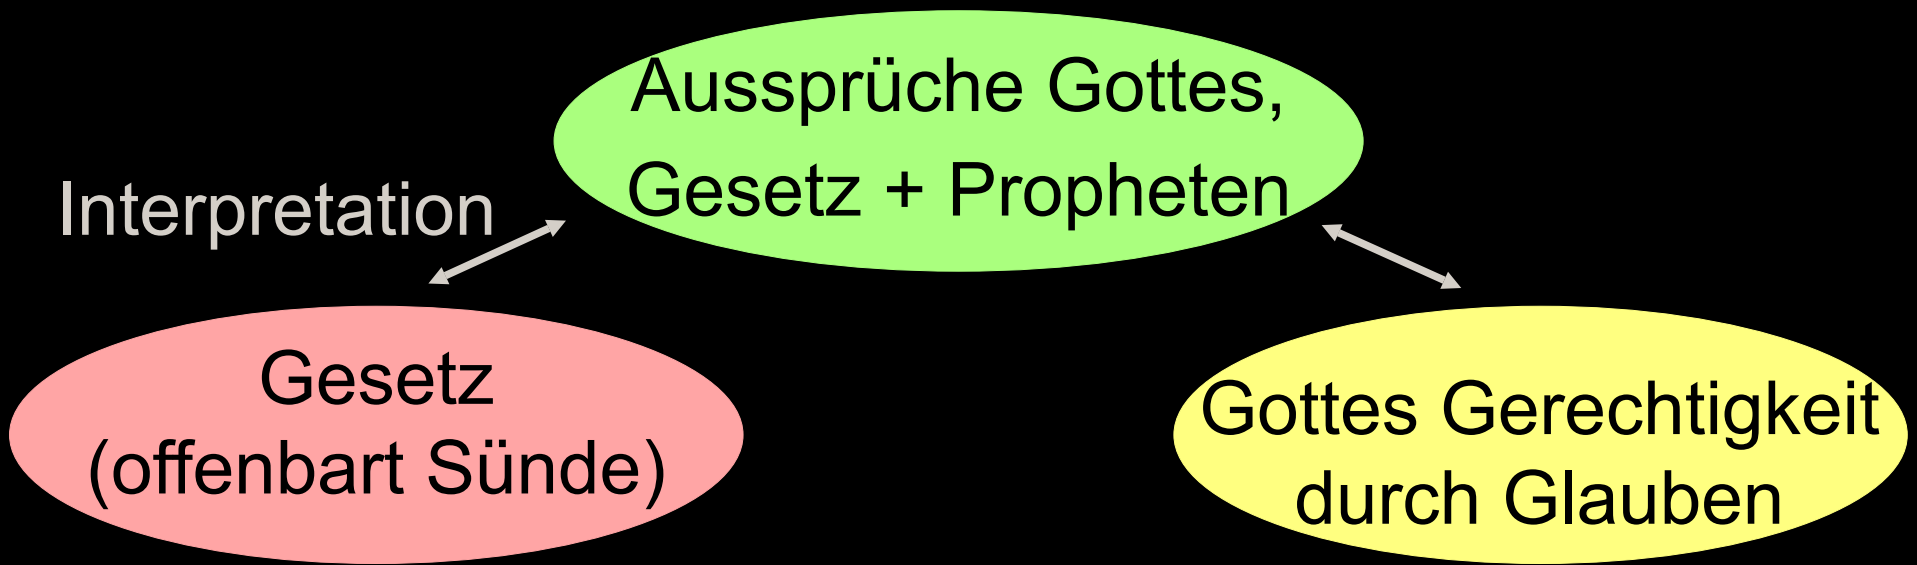 Aussprüche Gottes,
Gesetz + Propheten
Interpretation
Gesetz
(offenbart Sünde)
Gottes Gerechtigkeit
durch Glauben